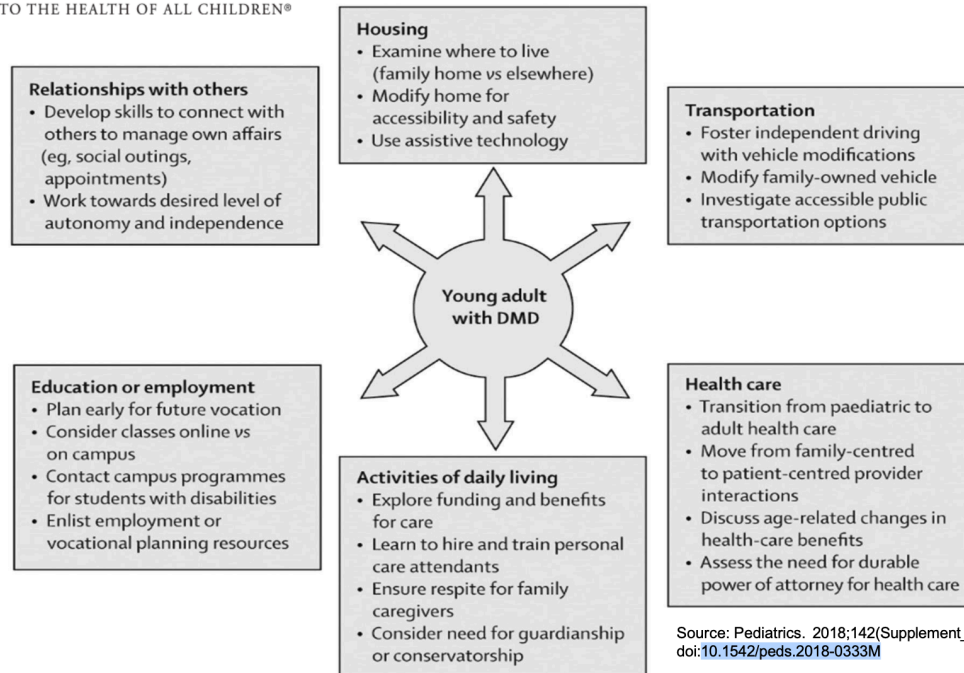 TO THE HEALTH OF ALL CHILDREN®
Housing
• Examine where to live
(family home vs elsewhere)
• Modify home for
accessibility and safety
• Use assistive technology
Relationships with others
• Develop skills to connect with
others to manage own affairs
(eg, social outings,
appointments)
• Work towards desired level of
autonomy and independence
Transportation
• Foster independent driving
with vehicle modifications
• Modify family-owned vehicle
• Investigate accessible public
transportation options
Young adult
with DMD
Education or employment
• Plan early for future vocation
• Consider classes online vs
on campus
• Contact campus programmes
for students with disabilities
• Enlist employment or
vocational planning resources
Activities of daily living
• Explore funding and benefits
for care
• Learn to hire and train personal
care attendants
• Ensure respite for family
caregivers
• Consider need for guardianship
or conservatorship
Health care
• Transition from paediatric to
adult health care
• Move from family-centred
to patient-centred provider
interactions
• Discuss age-related changes in
health-care benefits
• Assess the need for durable
power of attorney for health care
Source: Pediatrics. 2018;142(Supplement_
doi:10.1542/peds.2018-0333M